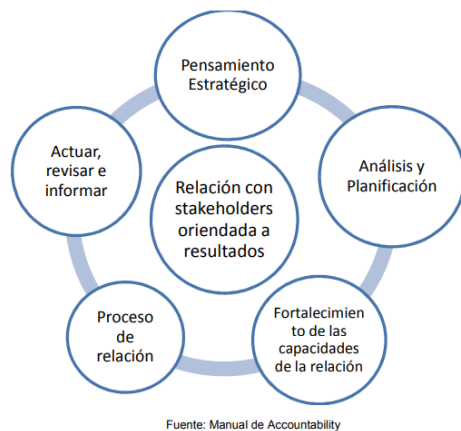 Pensamiento
Estratégico
Actuar,
revisar e
informar
Análisis y
Planificación
Relación con
stakeholders
oriendada a
resultados
Proceso
de
relación
Fortalecimien
to de las
capacidades
de la relación
Fuente: Manual de Accountability